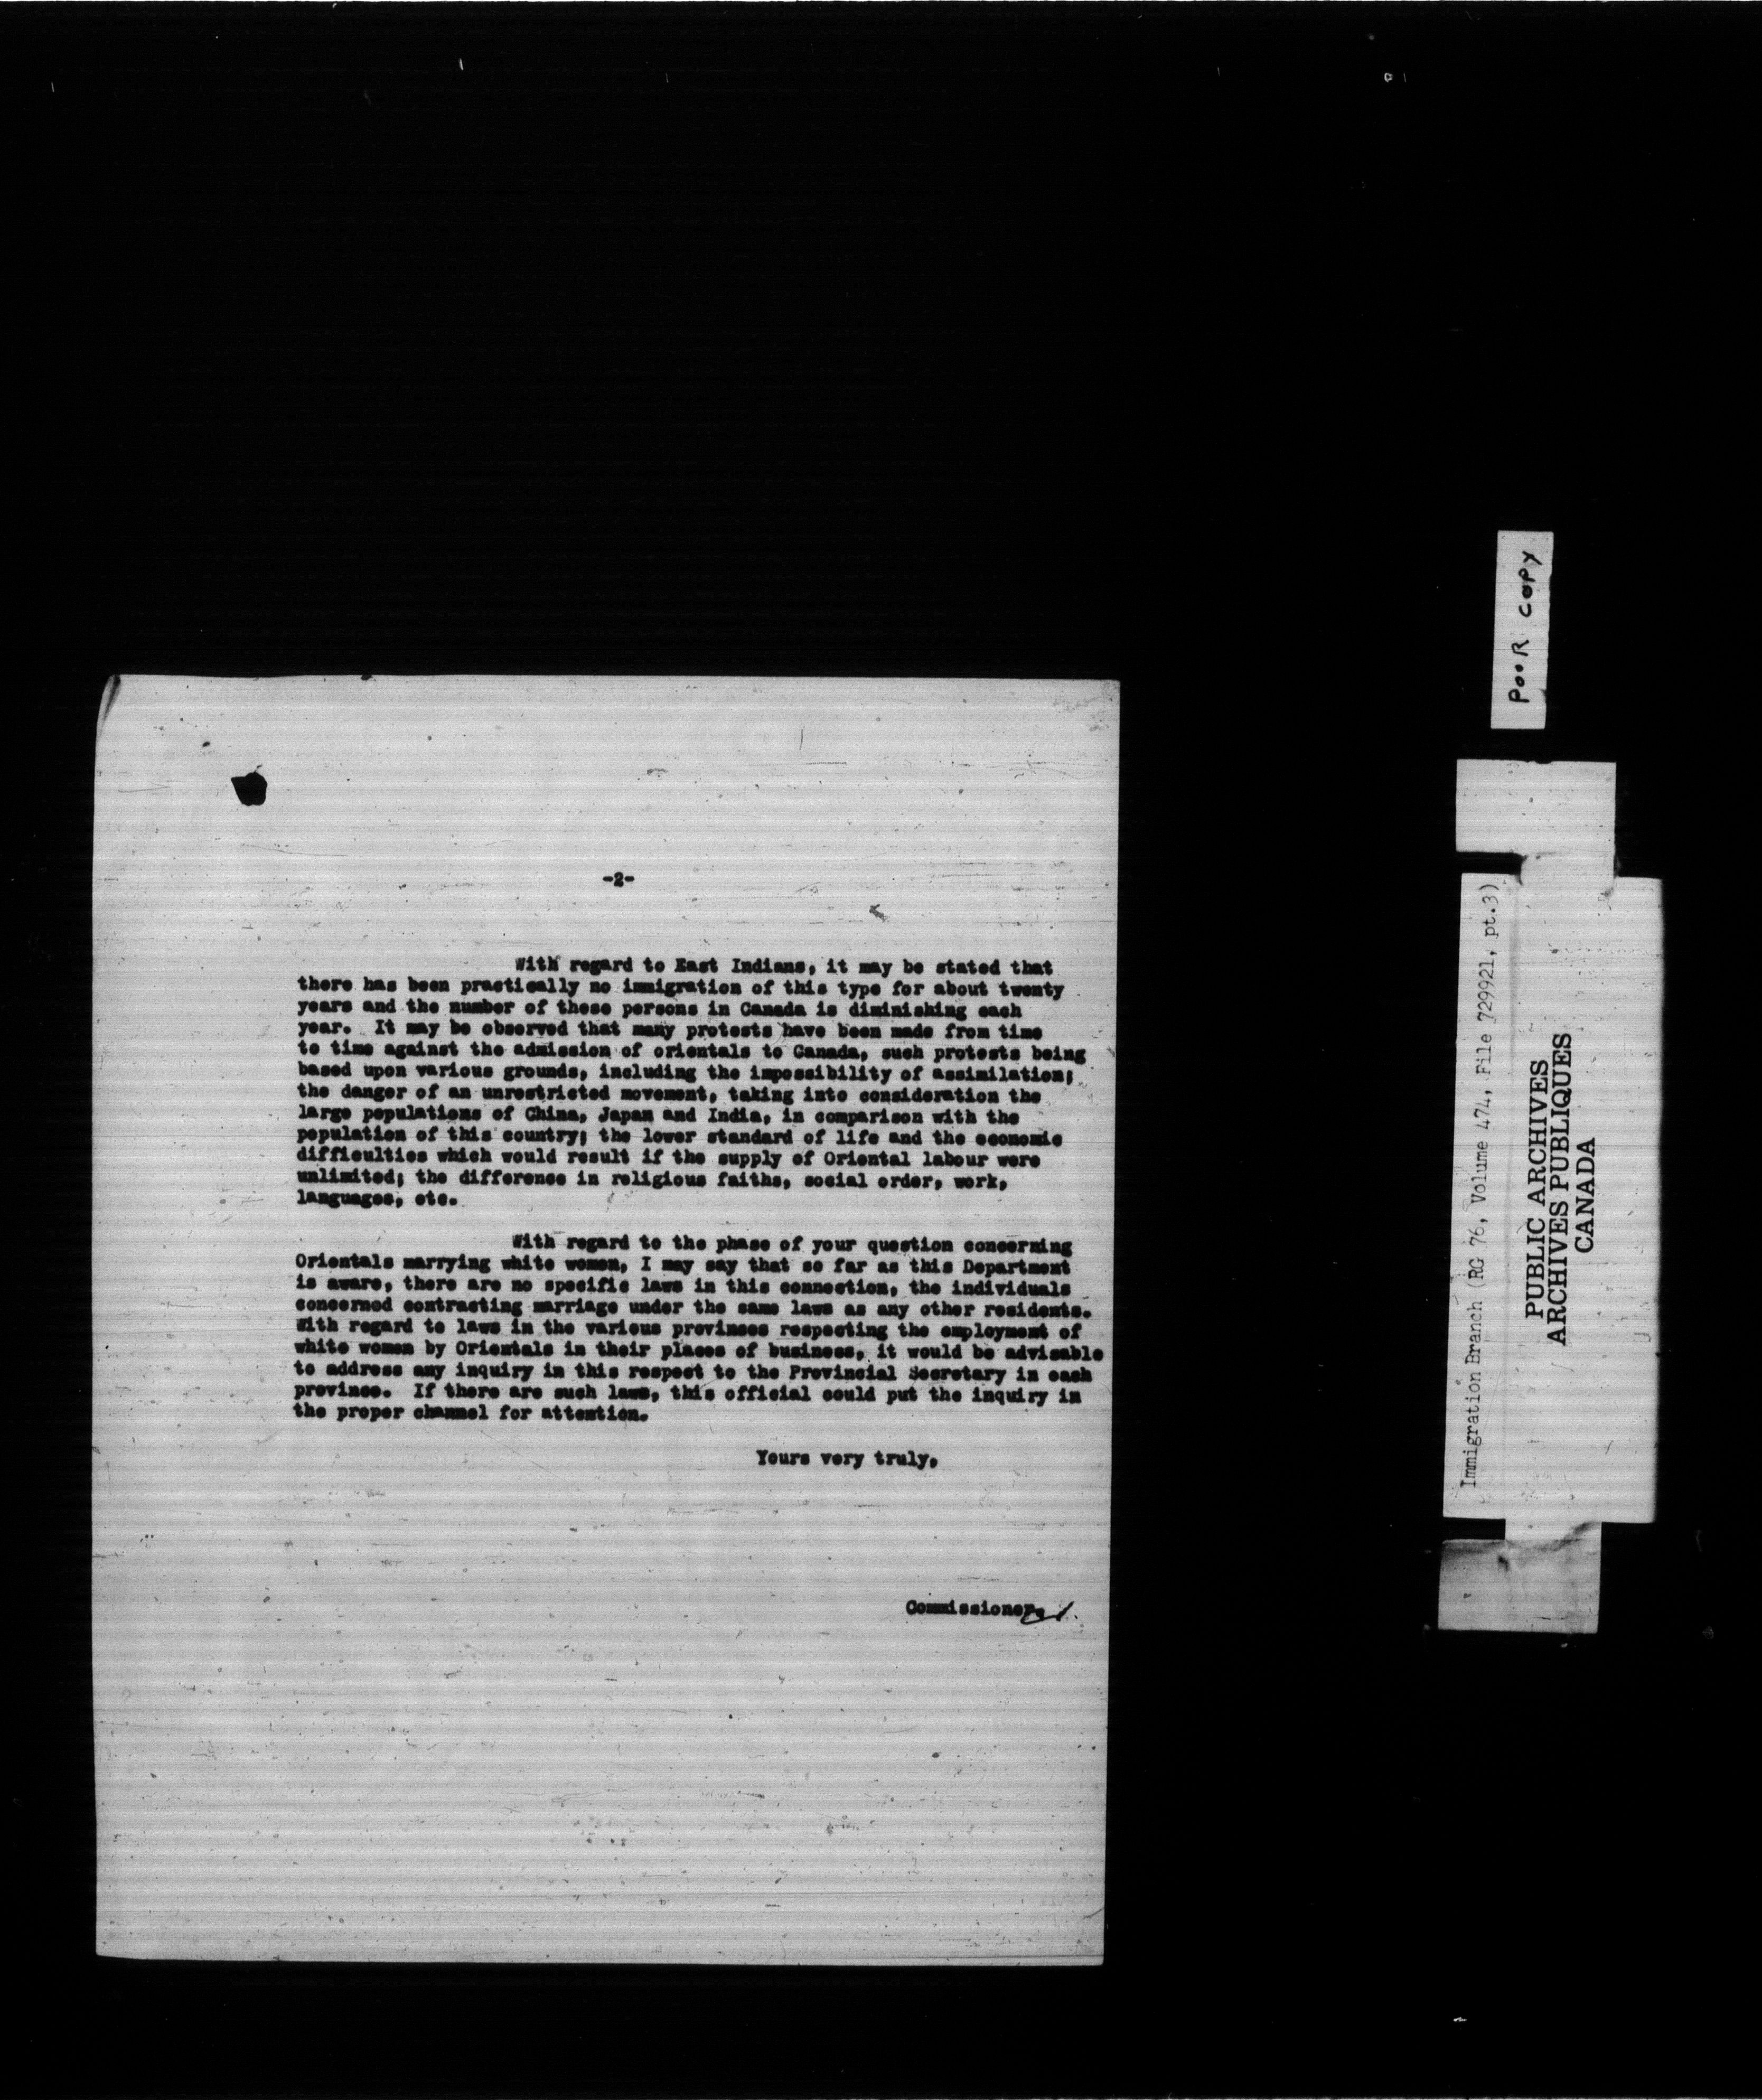 -2-
With regard to East Indians, it may be stated that
there has been practically no immigration of this type for about twenty
years and the number of these persons in Canada is diminishing each
year. It may be observed that many protests have been made from time
to time against the admission of orientals to Canada, such protests being
based upon various grounds, including the impossibility of assimilation;
the danger of an unrestricted movement, taking into consideration the
large populations of China, Japan and India, in comparison with the
population of this country; the lower standard of life and the economic
difficulties which would result if the supply of Oriental labour were
unlimited; the difference in religious faiths, social order, work,
languages, etc.
With regard to the phase of your question concerning
Orientals marrying white women, I may say that so far as this Department
is aware, there are no specific laws in this connection, the individuals
concerned contracting marriage under the same laws as any other residents.
With regard to laws in the various provinces respecting the employment of
white women by Orientals in their places of business, it would be advisable
to address any inquiry in this respect to the Provincial Secretary in each
province. If there are such laws, this official could put the inquiry in
the proper channel for attention.
Yours very truly,
Commissioner.
POOR COPY
Immigration Branch (RG 76, Volume 474, File 729921, pt.3)
PUBLIC ARCHIVES
ARCHIVES PUBLIQUES
CANADA